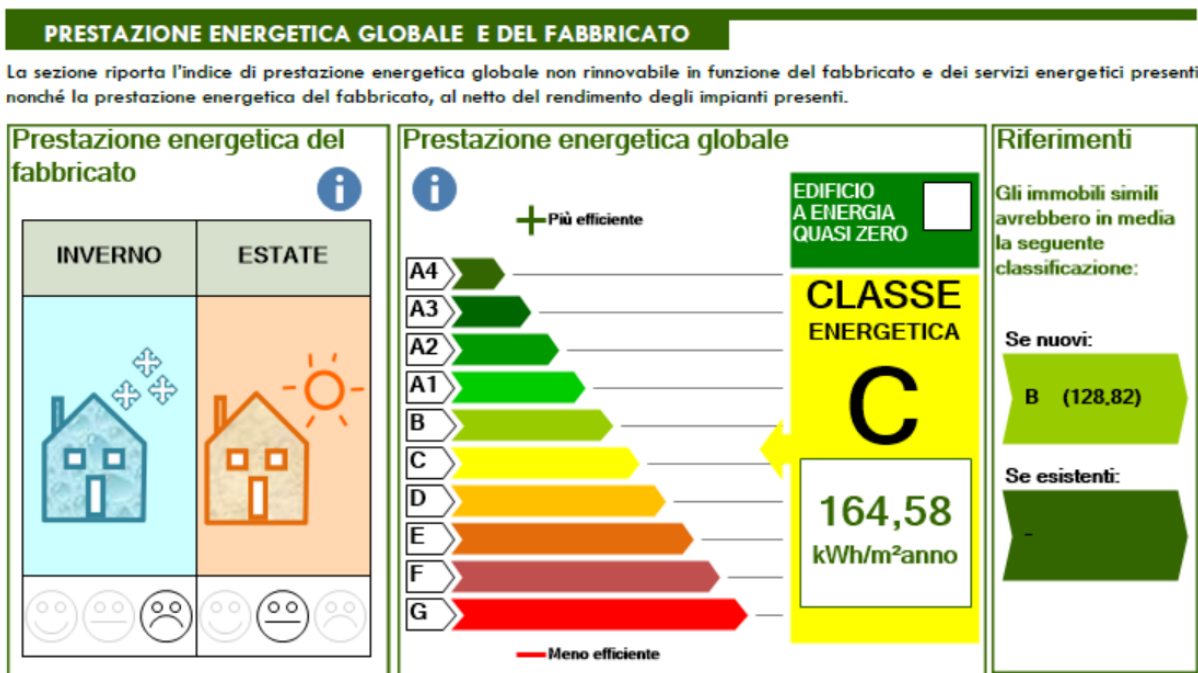 PRESTAZIONE ENERGETICA GLOBALE E DEL FABBRICATO
La sezione riporta l'indice di prestazione energetica globale non rinnovabile in funzione del fabbricato e dei servizi energetici presenti
nonché la prestazione energetica del fabbricato, al netto del rendimento degli impianti presenti.
Prestazione energetica del
fabbricato
i
INVERNO
ESTATE
Prestazione energetica globale
i
+ Più efficiente
A4
A3
A2
A1
B
C
D
E
F
G
Meno efficiente
EDIFICIO
A ENERGIA
QUASI ZERO
CLASSE
ENERGETICA
C
164,58
kWh/m²anno
Riferimenti
Gli immobili simili
avrebbero in media
la seguente
classificazione:
Se nuovi:
B (128,82)
Se esistenti:
-